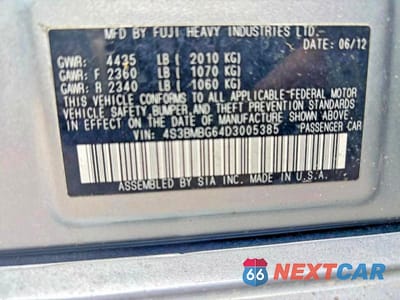 MFD BY FUJI HEAVY INDUSTRIES LTD.
DATE: 06/12
GVWR: 4435 LB ( 2010 KG)
GAWR: F 2360 LB ( 1070 KG)
GAWR: R 2340 LB ( 1060 KG)
THIS VEHICLE CONFORMS TO ALL APPLICABLE FEDERAL MOTOR
VEHICLE SAFETY, BUMPER, AND THEFT PREVENTION STANDARDS
IN EFFECT ON THE DATE OF MANUFACTURE SHOWN ABOVE.
VIN: 4S3BMBG64D3005385 PASSENGER CAR
ASSEMBLED BY SIA INC. MADE IN U.S.A.
66 NEXTCAR